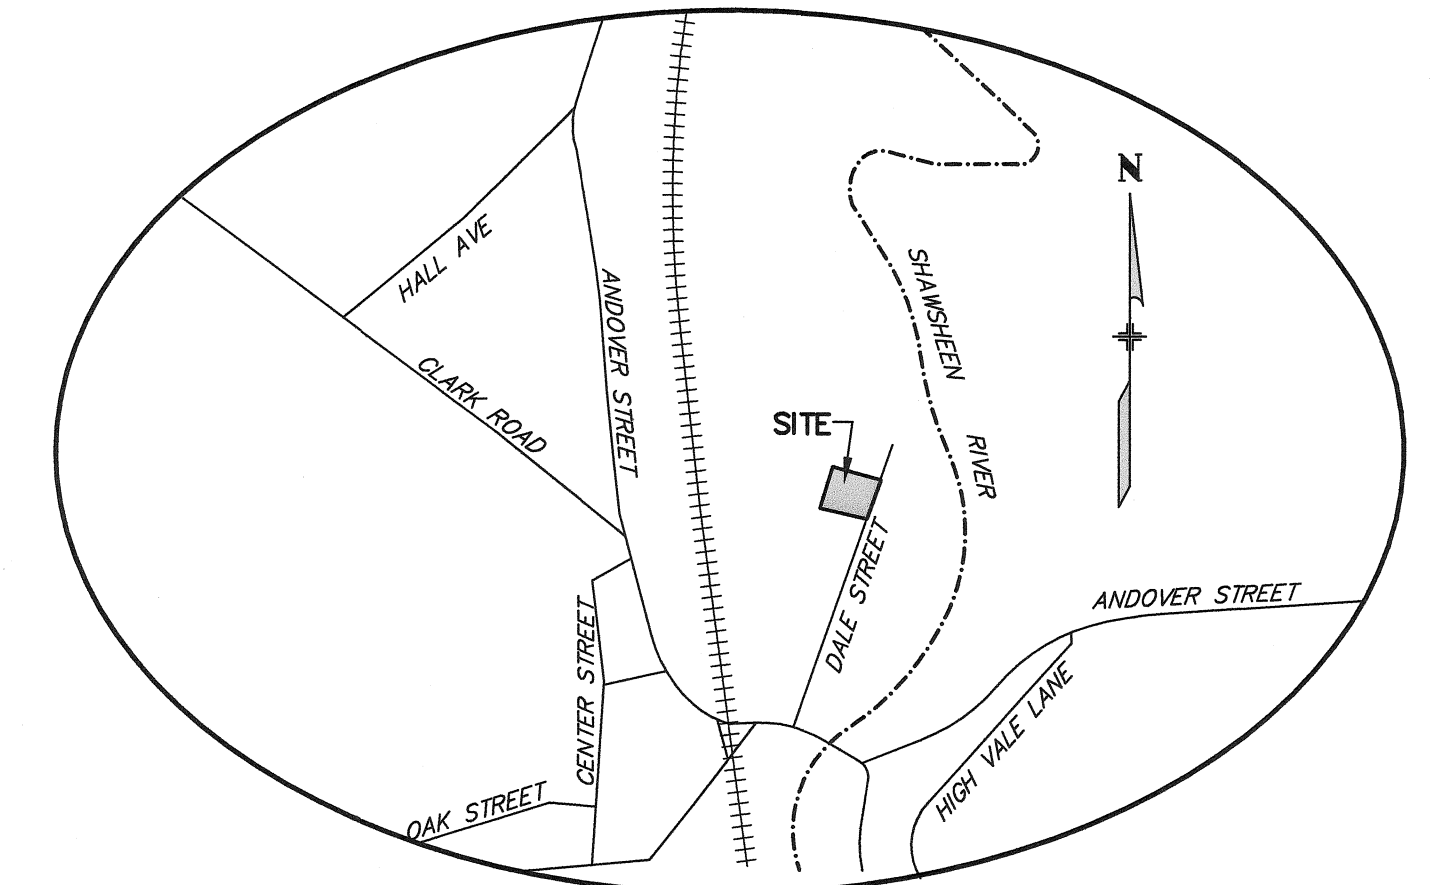 N
HALL AVE
SHAWSHEEN
ANDOVER STREET
CLARK ROAD
SITE
RIVER
DALE STREET
ANDOVER STREET
CENTER STREET
HIGH VALE LANE
OAK STREET